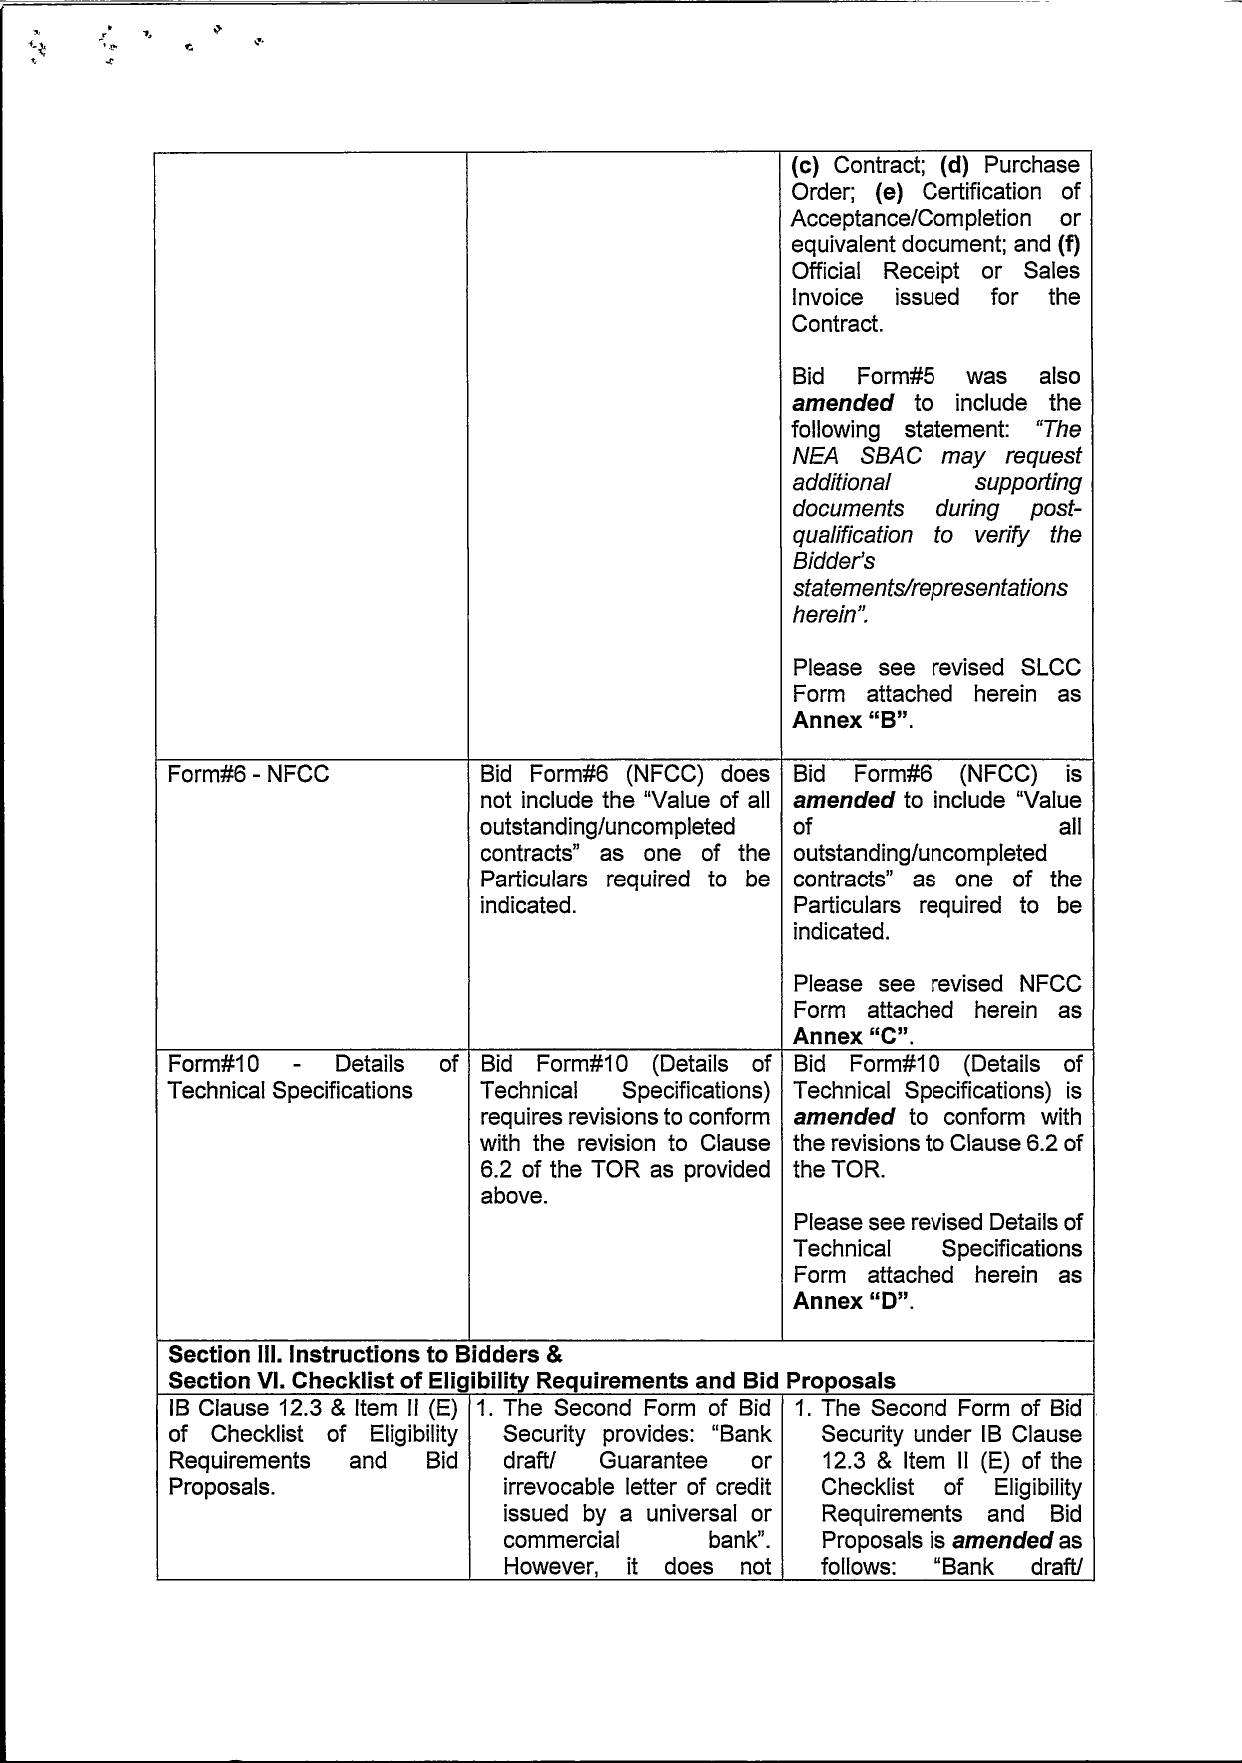 (c) Contract; (d) Purchase
Order; (e) Certification of
Acceptance/Completion or
equivalent document; and (f)
Official Receipt or Sales
Invoice issued for the
Contract.
Bid Form#5 was also
amended to include the
following statement: “The
NEA SBAC may request
additional supporting
documents during post-
qualification to verify the
Bidder's
statements/representations
herein”.
Please see revised SLCC
Form attached herein as
Annex “B”.
Form#6 - NFCC
Bid Form#6 (NFCC) does
not include the “Value of all
outstanding/uncompleted
contracts” as one of the
Particulars required to be
indicated.
Bid Form#6 (NFCC) is
amended to include “Value
of all
outstanding/uncompleted
contracts” as one of the
Particulars required to be
indicated.
Please see revised NFCC
Form attached herein as
Annex “C”.
Form#10 - Details of
Technical Specifications
Bid Form#10 (Details of
Technical Specifications)
requires revisions to conform
with the revision to Clause
6.2 of the TOR as provided
above.
Bid Form#10 (Details of
Technical Specifications) is
amended to conform with
the revisions to Clause 6.2 of
the TOR.
Please see revised Details of
Technical Specifications
Form attached herein as
Annex “D”.
Section III. Instructions to Bidders &
Section VI. Checklist of Eligibility Requirements and Bid Proposals
IB Clause 12.3 & Item II (E)
of Checklist of Eligibility
Requirements and Bid
Proposals.
1. The Second Form of Bid
Security provides: “Bank
draft/ Guarantee or
irrevocable letter of credit
issued by a universal or
commercial bank”.
However, it does not
1. The Second Form of Bid
Security under IB Clause
12.3 & Item II (E) of the
Checklist of Eligibility
Requirements and Bid
Proposals is amended as
follows: “Bank draft/